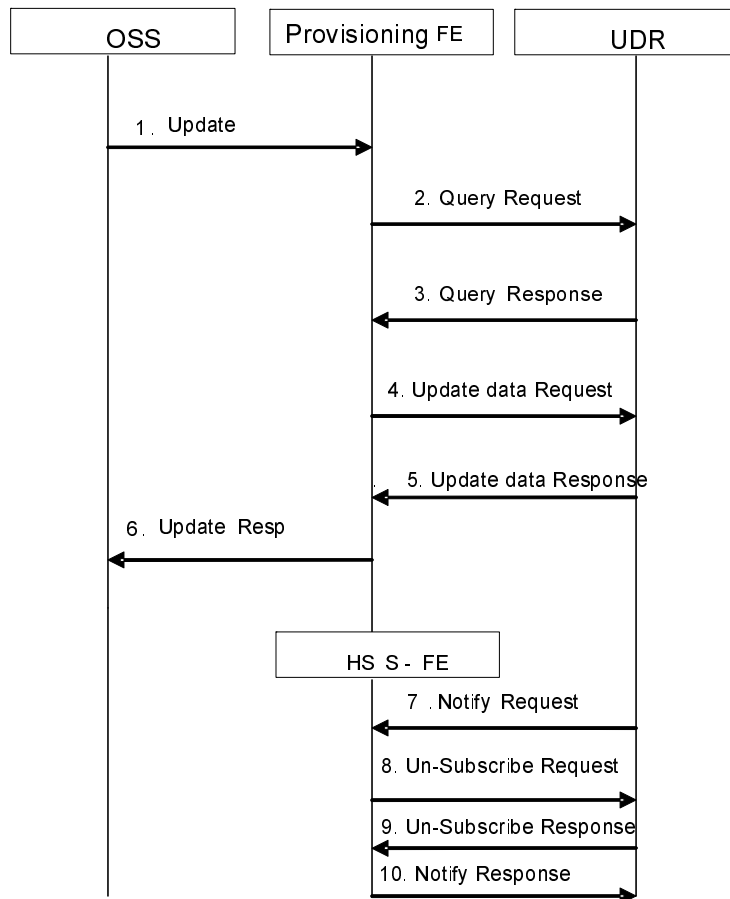 OSS
Provisioning FE
UDR
1. Update
2. Query Request
3. Query Response
4. Update data Request
5. Update data Response
6. Update Resp
HS S - FE
7 . Notify Request
8. Un-Subscribe Request
9. Un-Subscribe Response
10. Notify Response